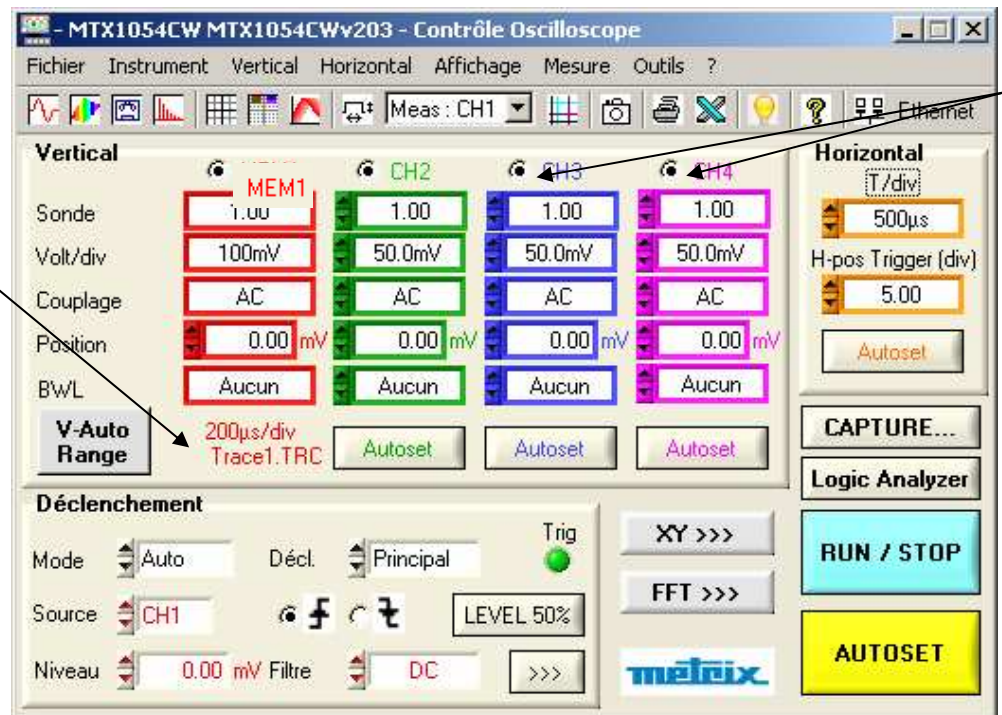 - MTX1054CW MTX1054CWv203 - Contrôle Oscilloscope
Fichier Instrument Vertical Horizontal Affichage Mesure Outils ?
Meas : CH1 Ethernet
Vertical
MEM1 CH2 CH3 CH4
Sonde 1.00 1.00 1.00 1.00
Volt/div 100mV 50.0mV 50.0mV 50.0mV
Couplage AC AC AC AC
Position 0.00 mV 0.00 mV 0.00 mV 0.00 mV
BWL Aucun Aucun Aucun Aucun
V-Auto Range
200µs/div
Trace1.TRC
Autoset Autoset Autoset
Horizontal
T/div
500µs
H-pos Trigger (div)
5.00
Autoset
CAPTURE...
Logic Analyzer
RUN / STOP
AUTOSET
Déclenchement
Trig
Mode Auto Décl. Principal
Source CH1 LEVEL 50%
Niveau 0.00 mV Filtre DC >>>
XY >>>
FFT >>>
metrix